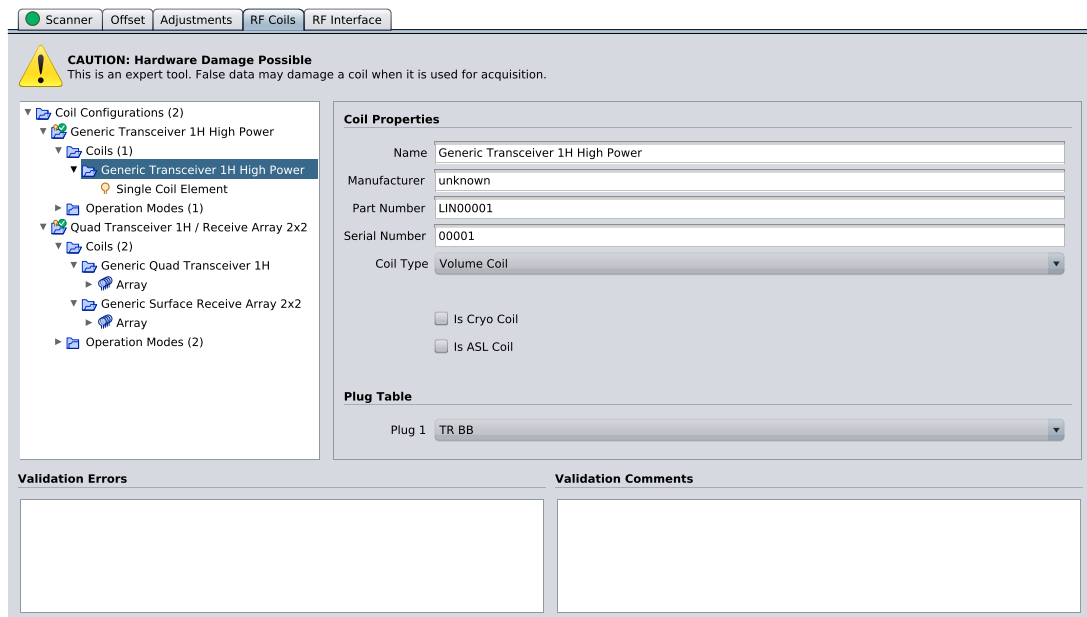 Scanner Offset Adjustments RF Coils RF Interface
CAUTION: Hardware Damage Possible
This is an expert tool. False data may damage a coil when it is used for acquisition.
Coil Configurations (2)
Generic Transceiver 1H High Power
Coils (1)
Generic Transceiver 1H High Power
Single Coil Element
Operation Modes (1)
Quad Transceiver 1H / Receive Array 2x2
Coils (2)
Generic Quad Transceiver 1H
Array
Generic Surface Receive Array 2x2
Array
Operation Modes (2)
Coil Properties
Name Generic Transceiver 1H High Power
Manufacturer unknown
Part Number LIN00001
Serial Number 00001
Coil Type Volume Coil
Is Cryo Coil
Is ASL Coil
Plug Table
Plug 1 TR BB
Validation Errors
Validation Comments